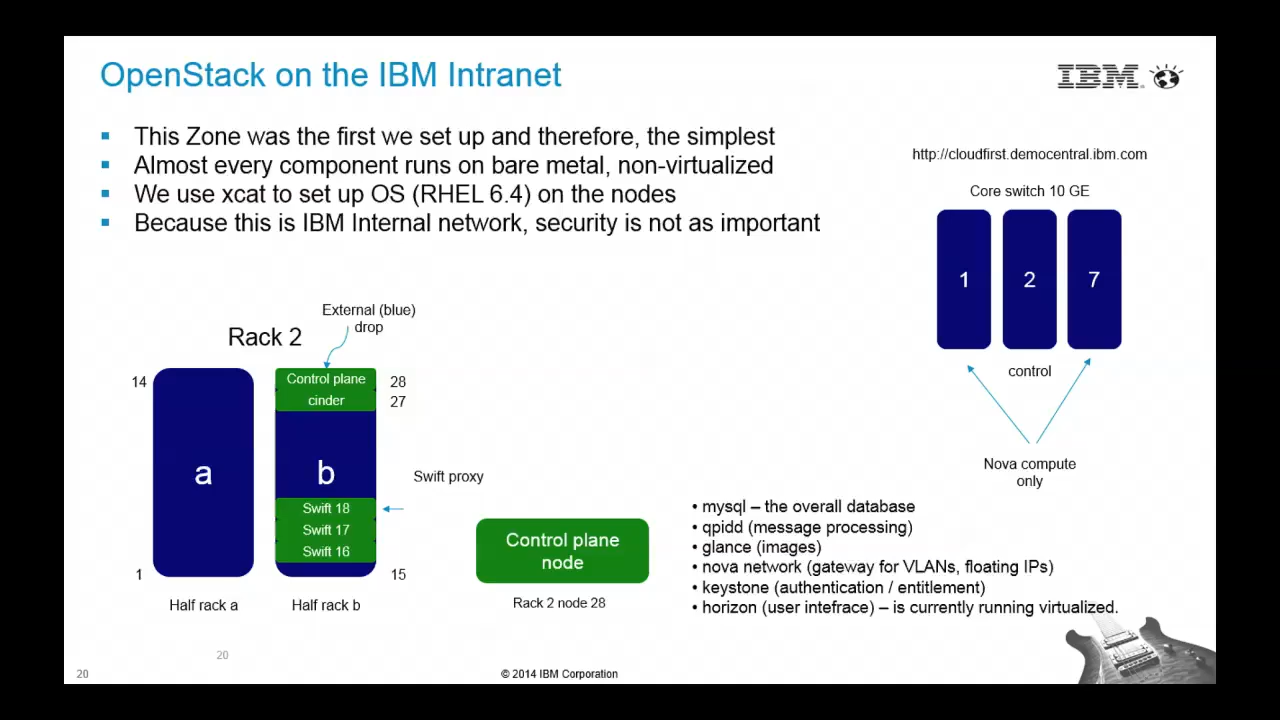 OpenStack on the IBM Intranet
IBM
This Zone was the first we set up and therefore, the simplest
Almost every component runs on bare metal, non-virtualized
We use xcat to set up OS (RHEL 6.4) on the nodes
Because this is IBM Internal network, security is not as important
http://cloudfirst.democentral.ibm.com
Core switch 10 GE
1
2
7
control
Nova compute
only
External (blue)
drop
Rack 2
14
1
a
Half rack a
Control plane
28
cinder
27
b
Swift 18
Swift 17
Swift 16
15
Half rack b
Swift proxy
Control plane
node
Rack 2 node 28
• mysql – the overall database
• qpidd (message processing)
• glance (images)
• nova network (gateway for VLANs, floating IPs)
• keystone (authentication / entitlement)
• horizon (user intefrace) – is currently running virtualized.
20
20
© 2014 IBM Corporation